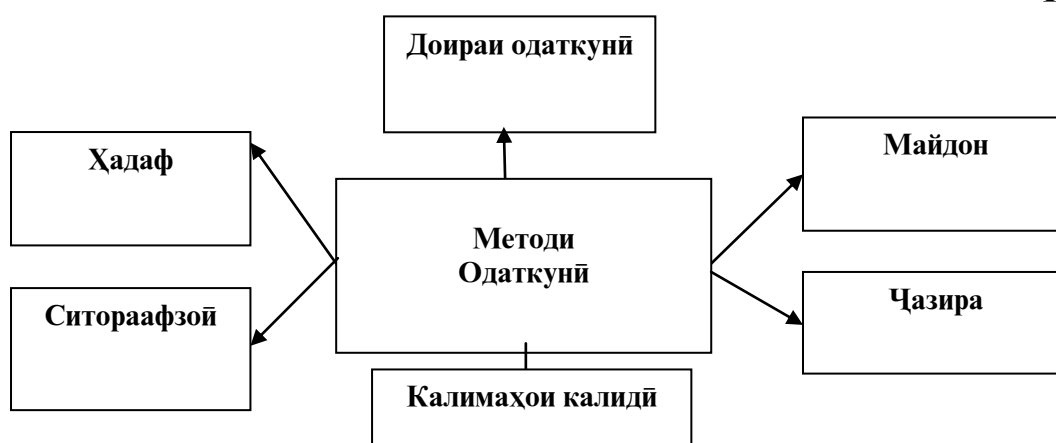 Доираи одаткунӣ
Ҳадаф
Майдон
Методи
Одаткунӣ
Ситораафзоӣ
Ҷазира
Калимаҳои калидӣ